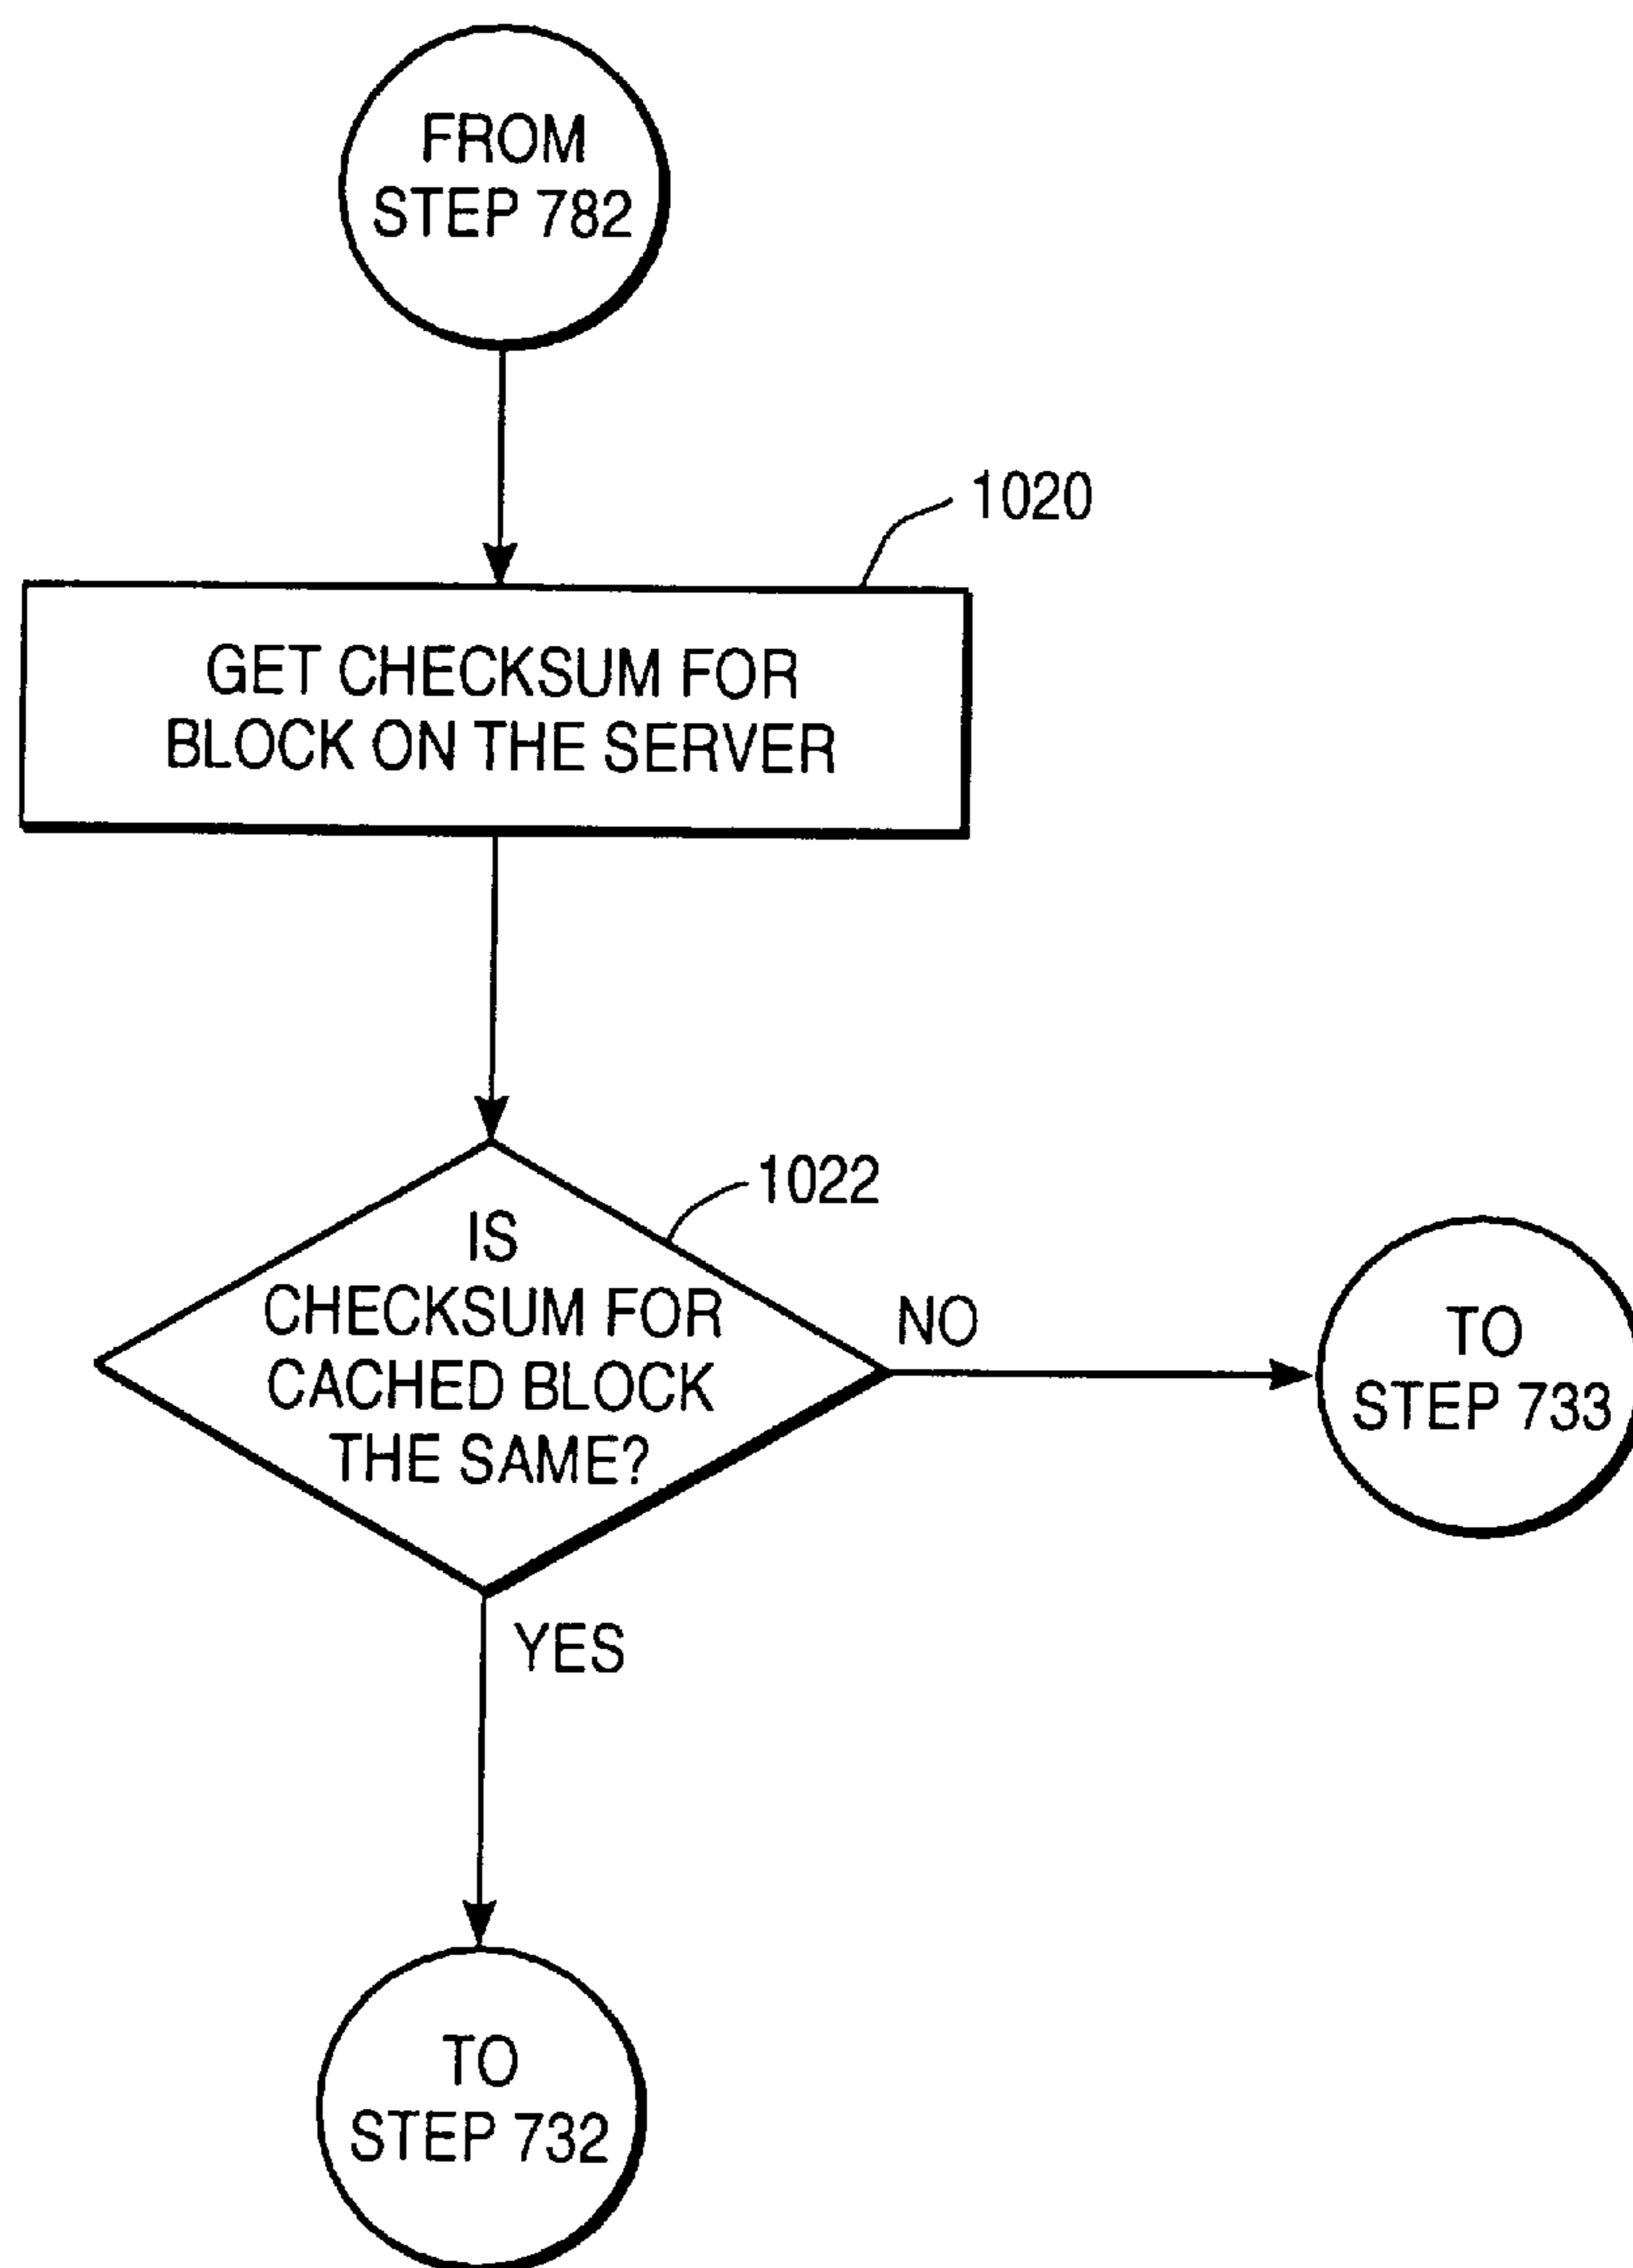 FROM
STEP 782
1020
GET CHECKSUM FOR
BLOCK ON THE SERVER
1022
IS
CHECKSUM FOR
CACHED BLOCK
THE SAME?
NO
TO
STEP 733
YES
TO
STEP 732